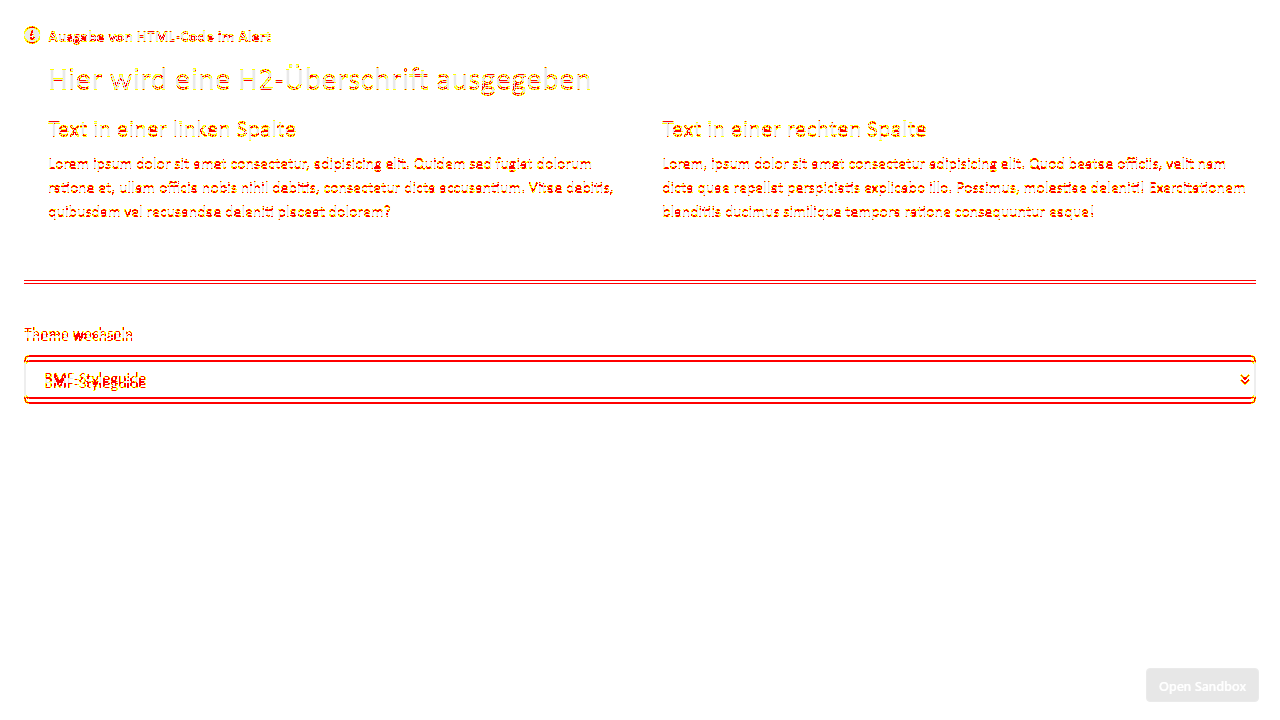 Ausgabe von HTML-Code im Alert
Hier wird eine H2-Überschrift ausgegeben
Text in einer linken Spalte
Lorem ipsum dolor sit amet consectetur, adipisicing elit. Quidem sed fugiat dolorum
ratione et, ullam officia nobis nihil debitis, consectetur dicta accusantium. Vitae debitis,
quibusdam vel recusandae deleniti placeat dolorem?
Text in einer rechten Spalte
Lorem, ipsum dolor sit amet consectetur adipisicing elit. Quod beatae officiis, velit nam
dicta quae repellat perspiciatis explicabo illo. Possimus, molestiae deleniti! Exercitationem
blanditiis ducimus similique tempora ratione consequuntur eaque!
Theme wechseln
BMF-Styleguide
Open Sandbox